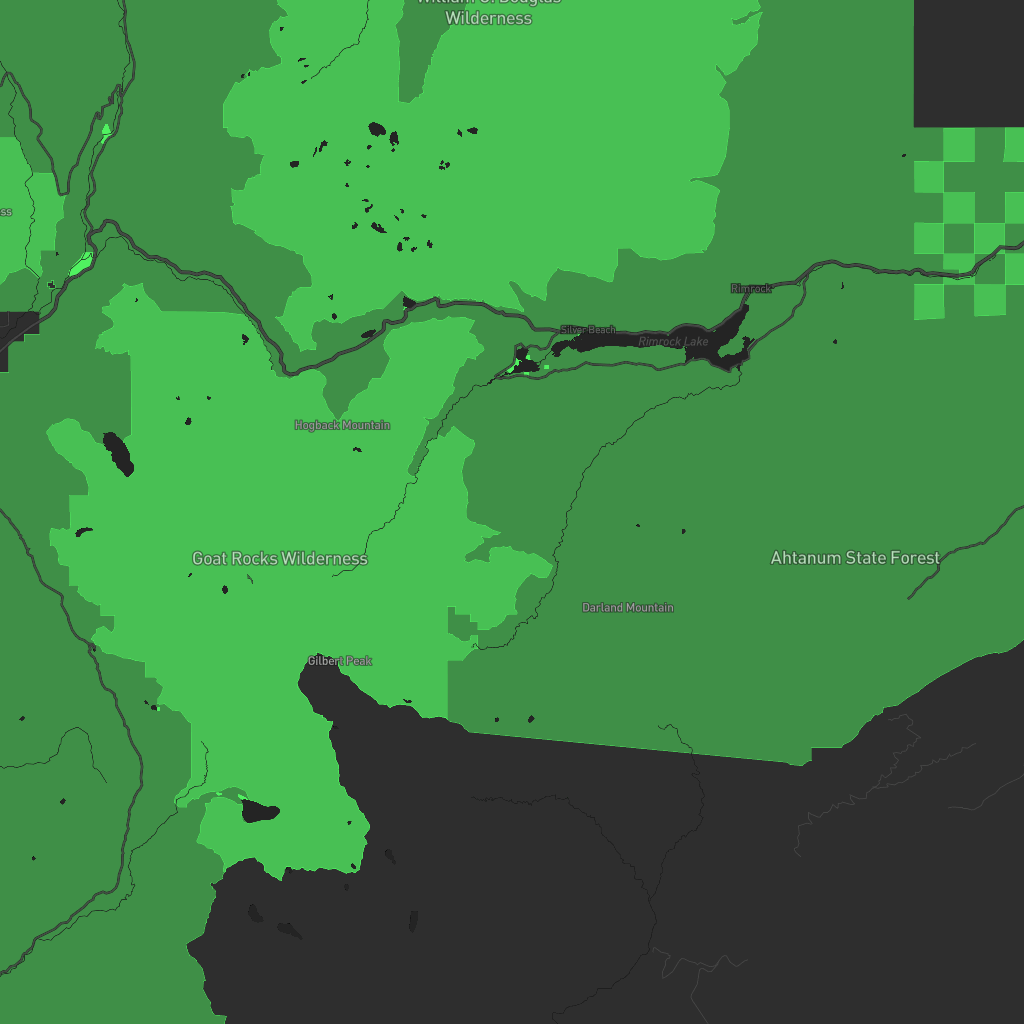 William O. Douglas
Wilderness
ss
Rimrock
Silver Beach
Rimrock Lake
Hogback Mountain
Goat Rocks Wilderness
Ahtanum State Forest
Darland Mountain
Gilbert Peak